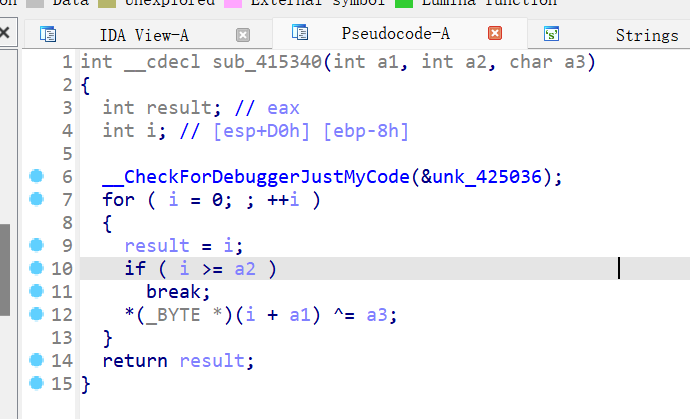 Data Unexplored External symbol Lumina function
IDA View-A Pseudocode-A Strings
1 int __cdecl sub_415340(int a1, int a2, char a3)
2 {
3   int result; // eax
4   int i; // [esp+D0h] [ebp-8h]
5
6   __CheckForDebuggerJustMyCode(&unk_425036);
7   for ( i = 0; ; ++i )
8   {
9     result = i;
10     if ( i >= a2 )
11       break;
12     *(_BYTE *)(i + a1) ^= a3;
13   }
14   return result;
15 }